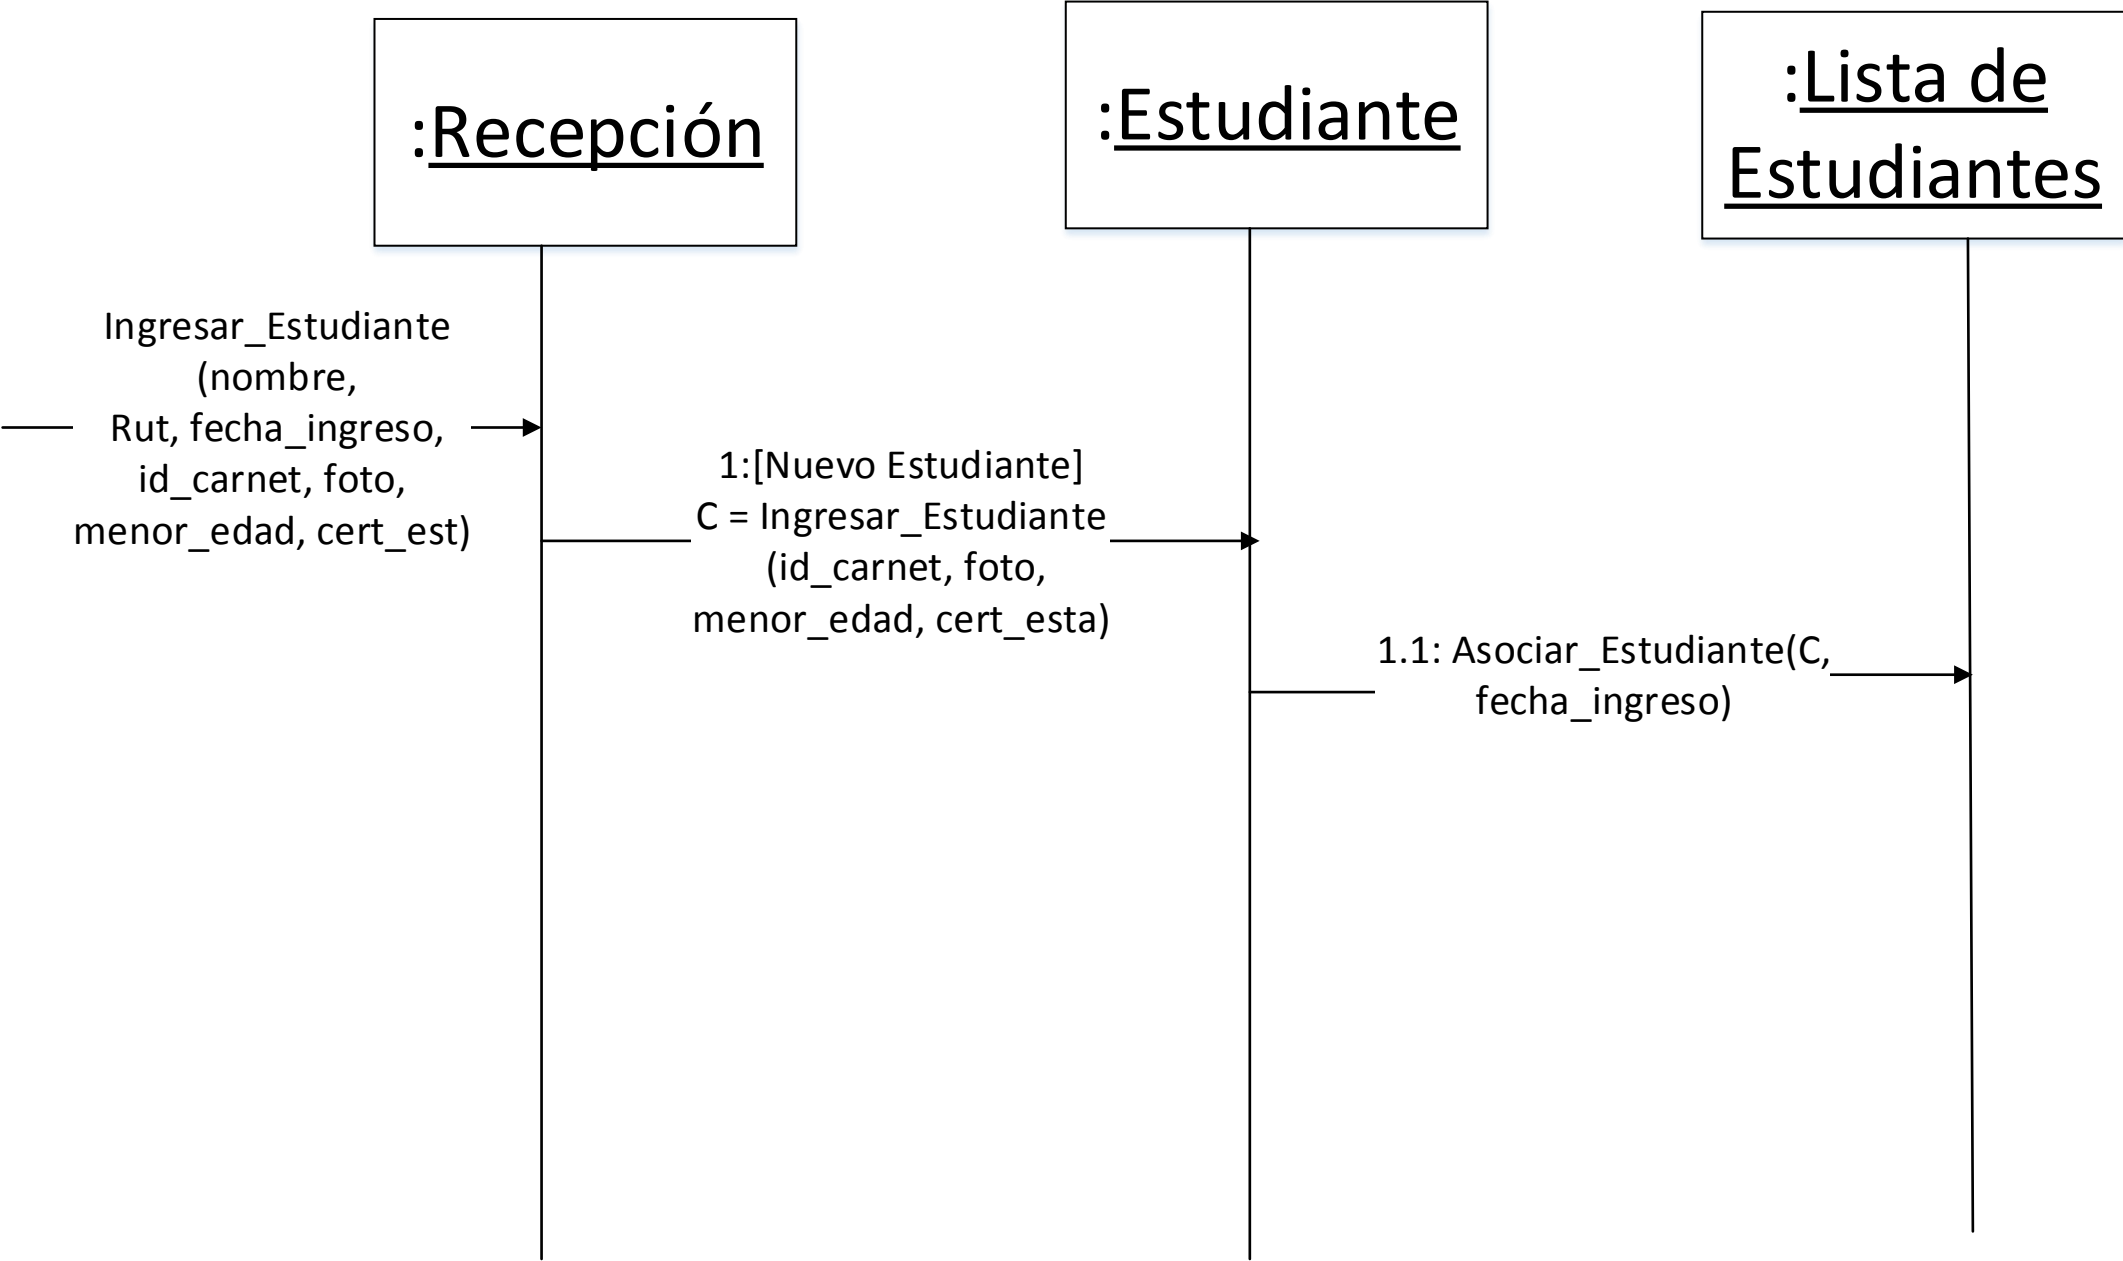 :Recepción
:Estudiante
:Lista de
Estudiantes
Ingresar_Estudiante
(nombre,
Rut, fecha_ingreso,
id_carnet, foto,
menor_edad, cert_est)
1:[Nuevo Estudiante]
C = Ingresar_Estudiante
(id_carnet, foto,
menor_edad, cert_esta)
1.1: Asociar_Estudiante(C,
fecha_ingreso)